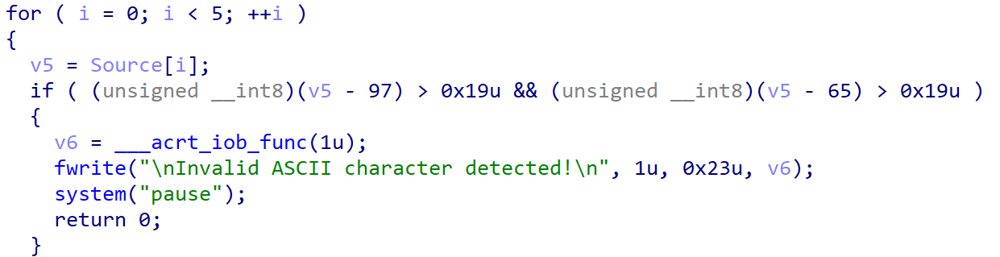 for ( i = 0; i < 5; ++i )
{
  v5 = Source[i];
  if ( (unsigned __int8)(v5 - 97) > 0x19u && (unsigned __int8)(v5 - 65) > 0x19u )
  {
    v6 = ___acrt_iob_func(1u);
    fwrite("\nInvalid ASCII character detected!\n", 1u, 0x23u, v6);
    system("pause");
    return 0;
  }